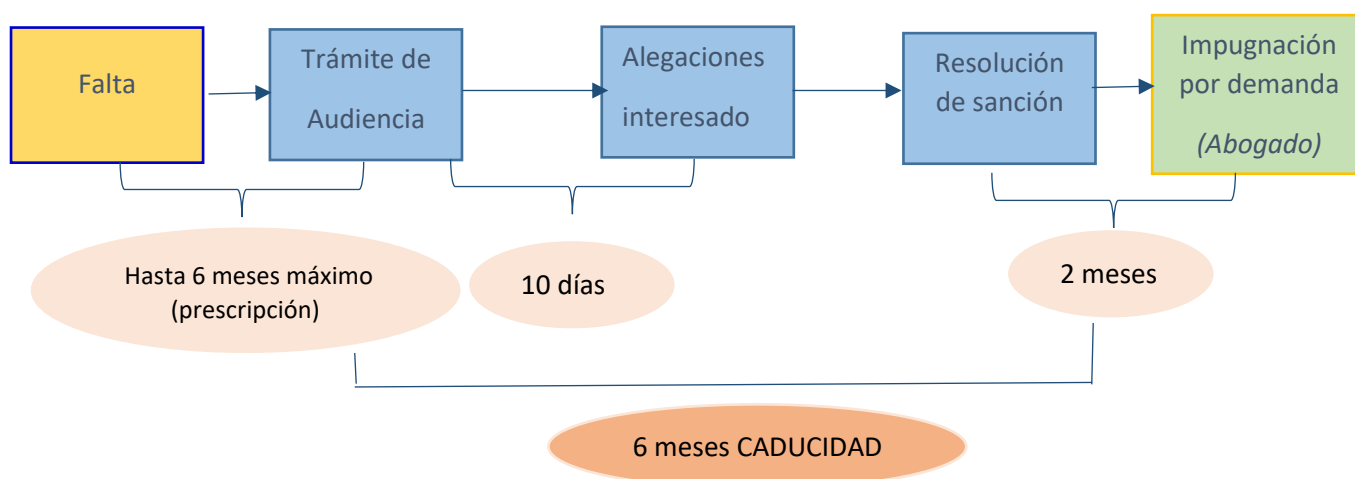 Falta
Trámite de
Audiencia
Alegaciones
interesado
Resolución
de sanción
Impugnación
por demanda
(Abogado)
Hasta 6 meses máximo
(prescripción)
10 días
2 meses
6 meses CADUCIDAD